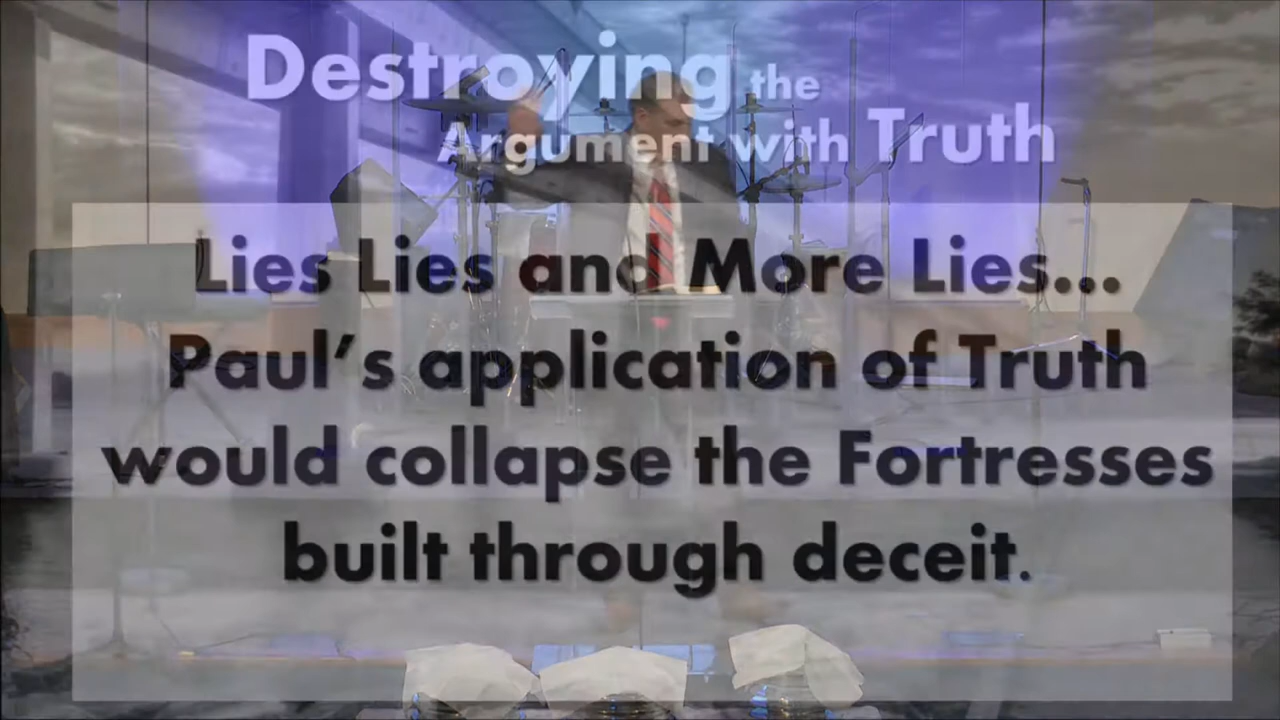 Destroying the
Argument with Truth
Lies Lies and More Lies...
Paul's application of Truth
would collapse the Fortresses
built through deceit.